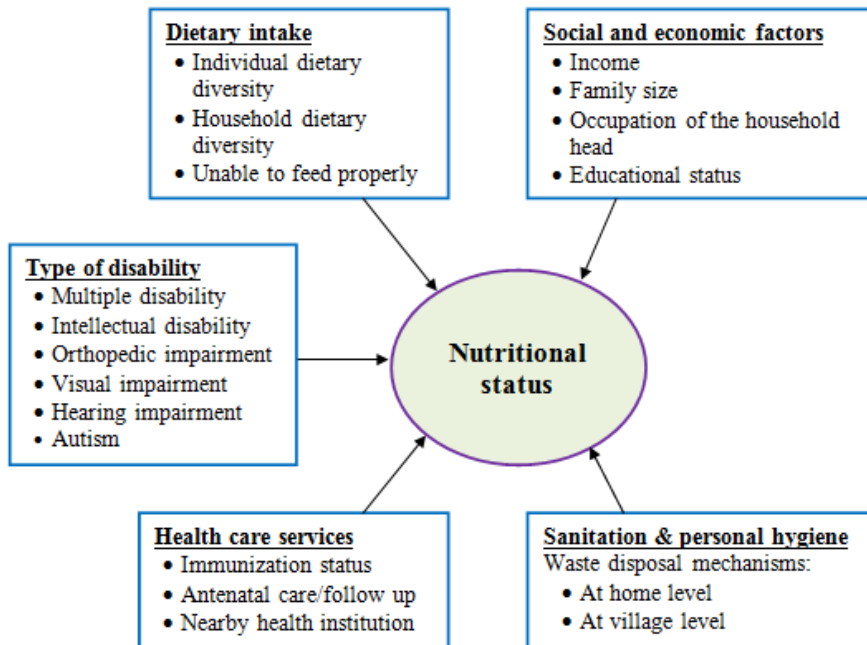 Dietary intake
• Individual dietary
diversity
• Household dietary
diversity
• Unable to feed properly
Social and economic factors
• Income
• Family size
• Occupation of the household
head
• Educational status
Type of disability
• Multiple disability
• Intellectual disability
• Orthopedic impairment
• Visual impairment
• Hearing impairment
• Autism
Nutritional
status
Health care services
• Immunization status
• Antenatal care/follow up
• Nearby health institution
Sanitation & personal hygiene
Waste disposal mechanisms:
• At home level
• At village level